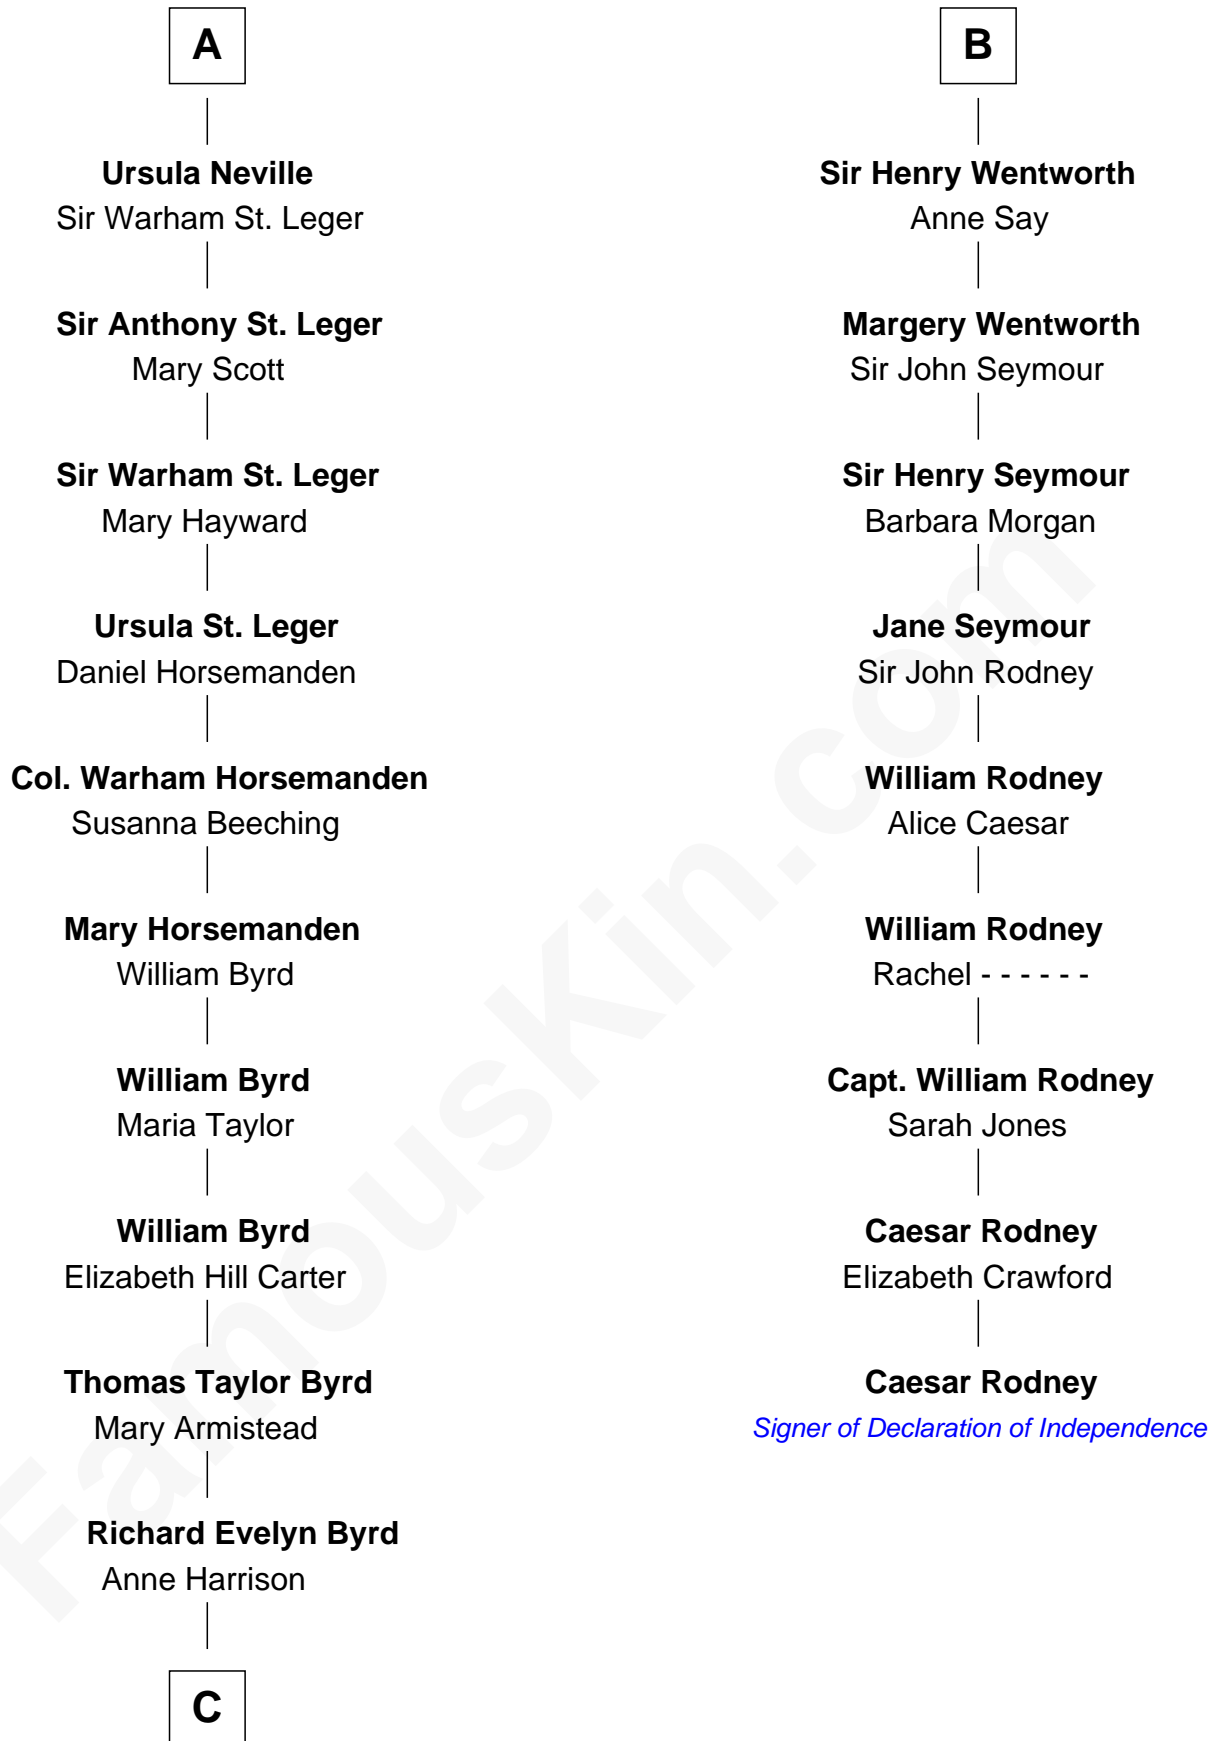 A
Ursula Neville
Sir Warham St. Leger
Sir Anthony St. Leger
Mary Scott
Sir Warham St. Leger
Mary Hayward
Ursula St. Leger
Daniel Horsemanden
Col. Warham Horsemanden
Susanna Beeching
Mary Horsemanden
William Byrd
William Byrd
Maria Taylor
William Byrd
Elizabeth Hill Carter
Thomas Taylor Byrd
Mary Armistead
Richard Evelyn Byrd
Anne Harrison
C
B
Sir Henry Wentworth
Anne Say
Margery Wentworth
Sir John Seymour
Sir Henry Seymour
Barbara Morgan
Jane Seymour
Sir John Rodney
William Rodney
Alice Caesar
William Rodney
Rachel - - - - - -
Capt. William Rodney
Sarah Jones
Caesar Rodney
Elizabeth Crawford
Caesar Rodney
Signer of Declaration of Independence
FamousKin.com